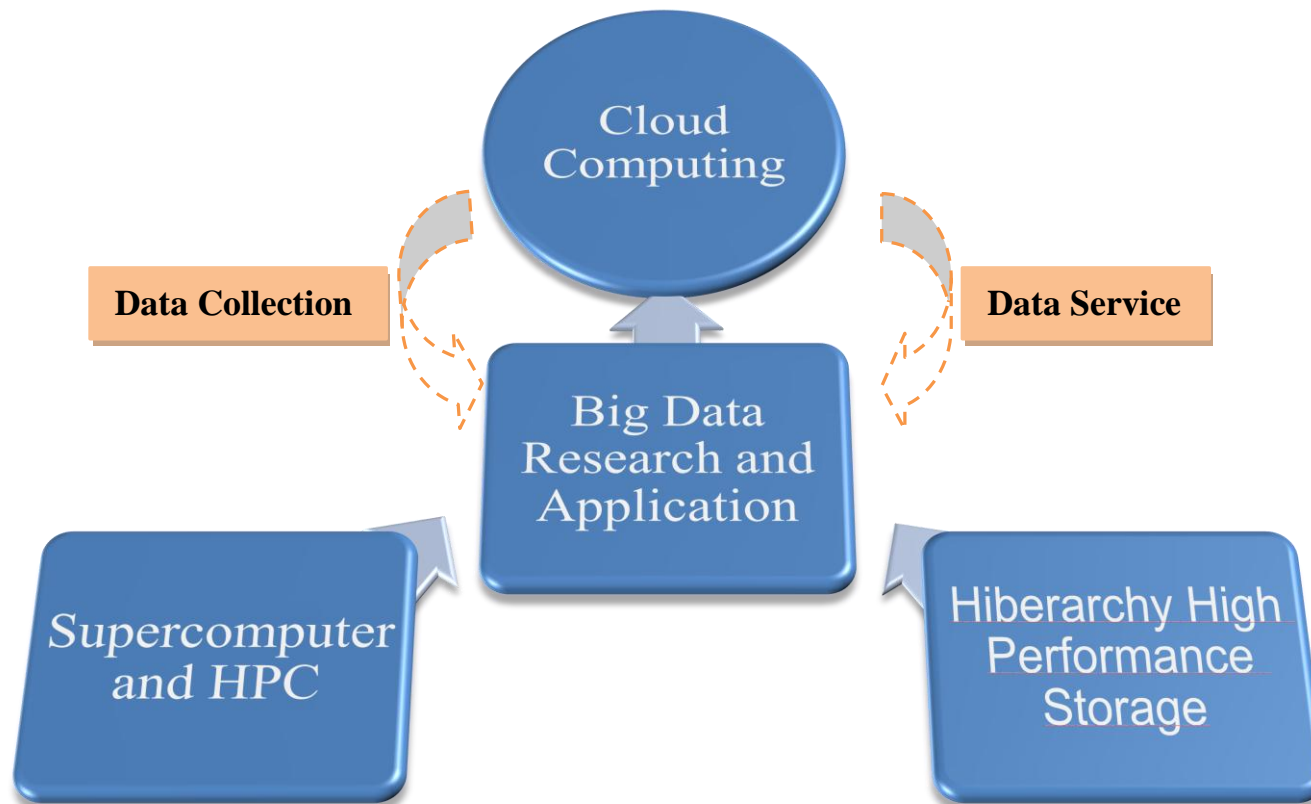 Cloud
Computing
Data Collection
Data Service
Big Data
Research and
Application
Supercomputer
and HPC
Hiberarchy High
Performance
Storage